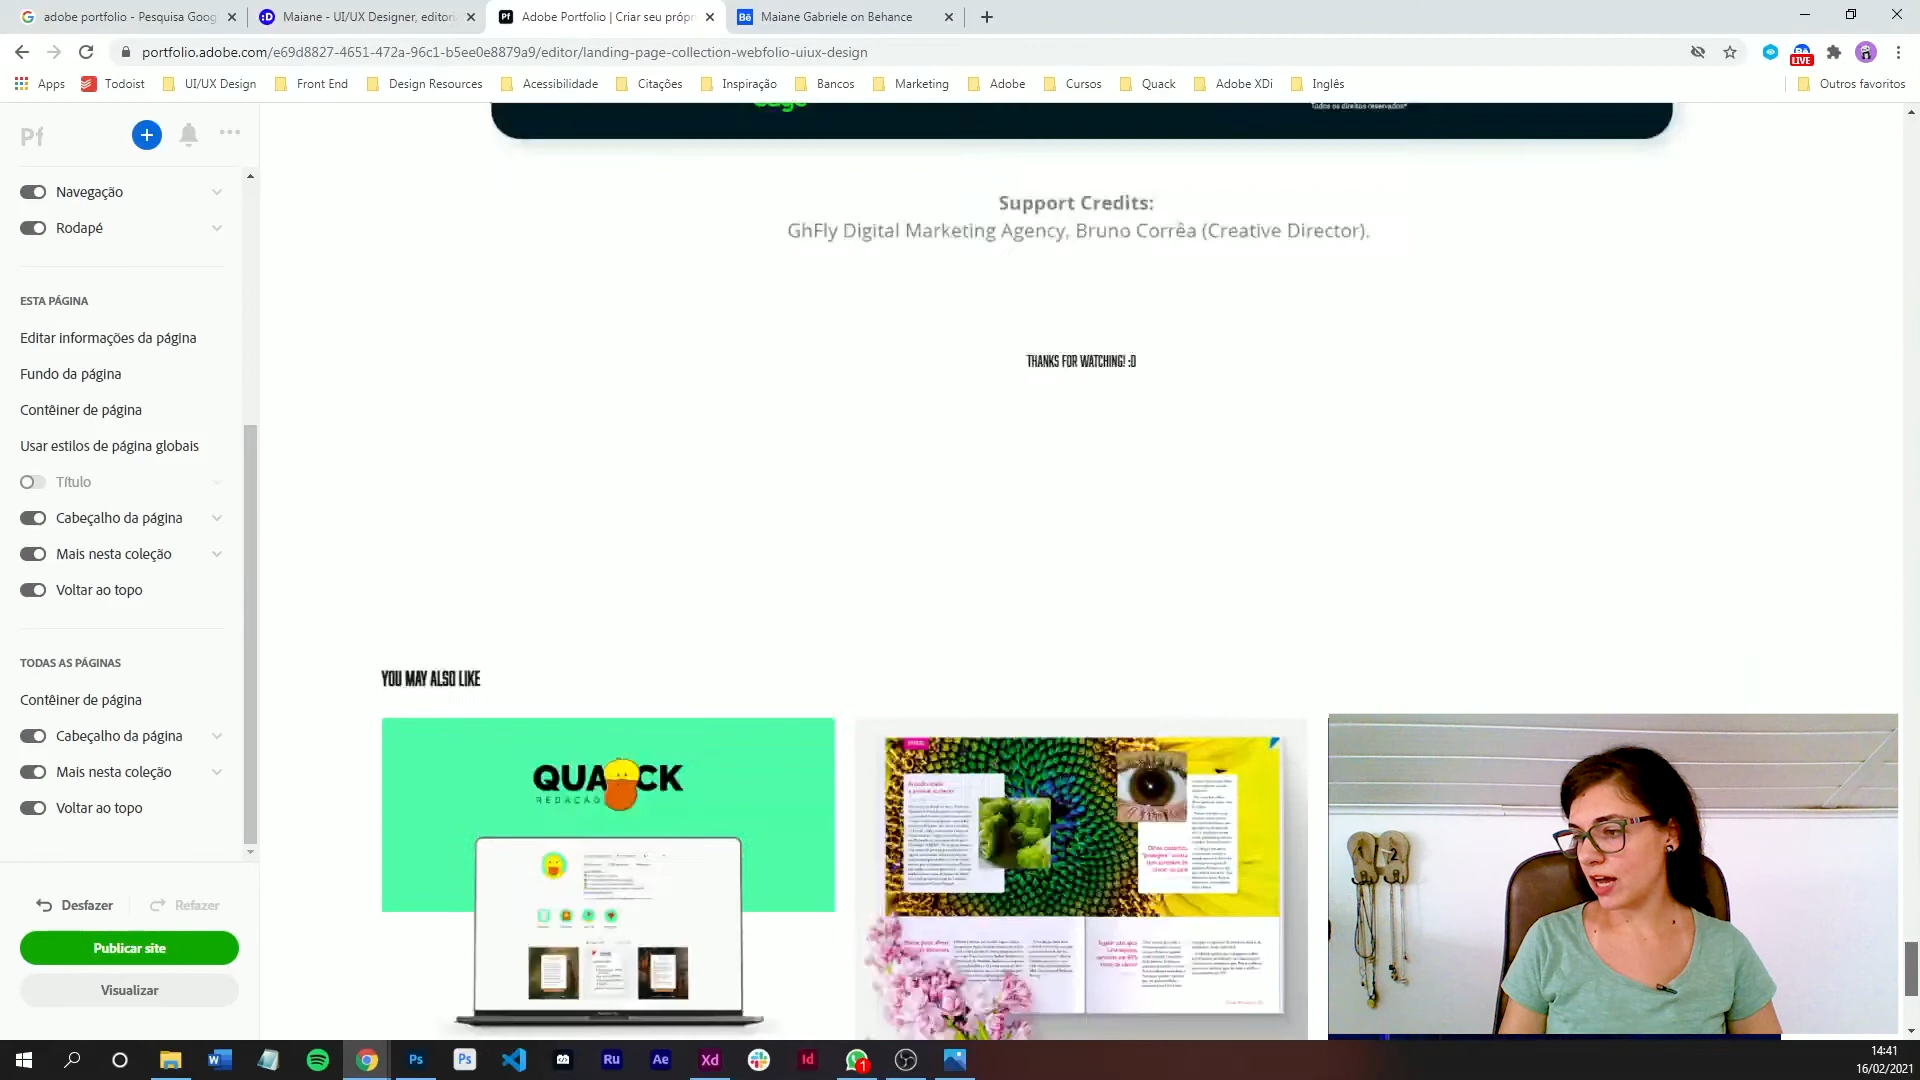 adobe portfolio - Pesquisa Goog
Maiane - UI/UX Designer, editori
Adobe Portfolio | Criar seu própr
Maiane Gabriele on Behance
portfolio.adobe.com/e69d8827-4651-472a-96c1-b5ee0e8879a9/editor/landing-page-collection-webfolio-uiux-design
LIVE
Apps
Todoist
UI/UX Design
Front End
Design Resources
Acessibilidade
Citações
Inspiração
Bancos
Marketing
Adobe
Cursos
Quack
Adobe XDi
Inglês
Outros favoritos
Pf
Navegação
Rodapé
ESTA PÁGINA
Editar informações da página
Fundo da página
Contêiner de página
Usar estilos de página globais
Título
Cabeçalho da página
Mais nesta coleção
Voltar ao topo
TODAS AS PÁGINAS
Contêiner de página
Cabeçalho da página
Mais nesta coleção
Voltar ao topo
Desfazer
Refazer
Publicar site
Visualizar
Todos os direitos reservados*
Support Credits:
GhFly Digital Marketing Agency, Bruno Corrêa (Creative Director).
THANKS FOR WATCHING! :D
YOU MAY ALSO LIKE
QUACK
REDAÇÃO
14:41
16/02/2021